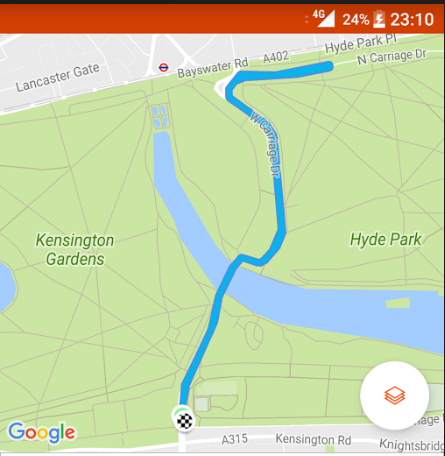 4G 24% 23:10
Hyde Park Pl
A402
Bayswater Rd
N Carriage Dr
Lancaster Gate
W Carriage Dr
Kensington
Gardens
Hyde Park
Google
A315
Kensington Rd
Knightsbridg